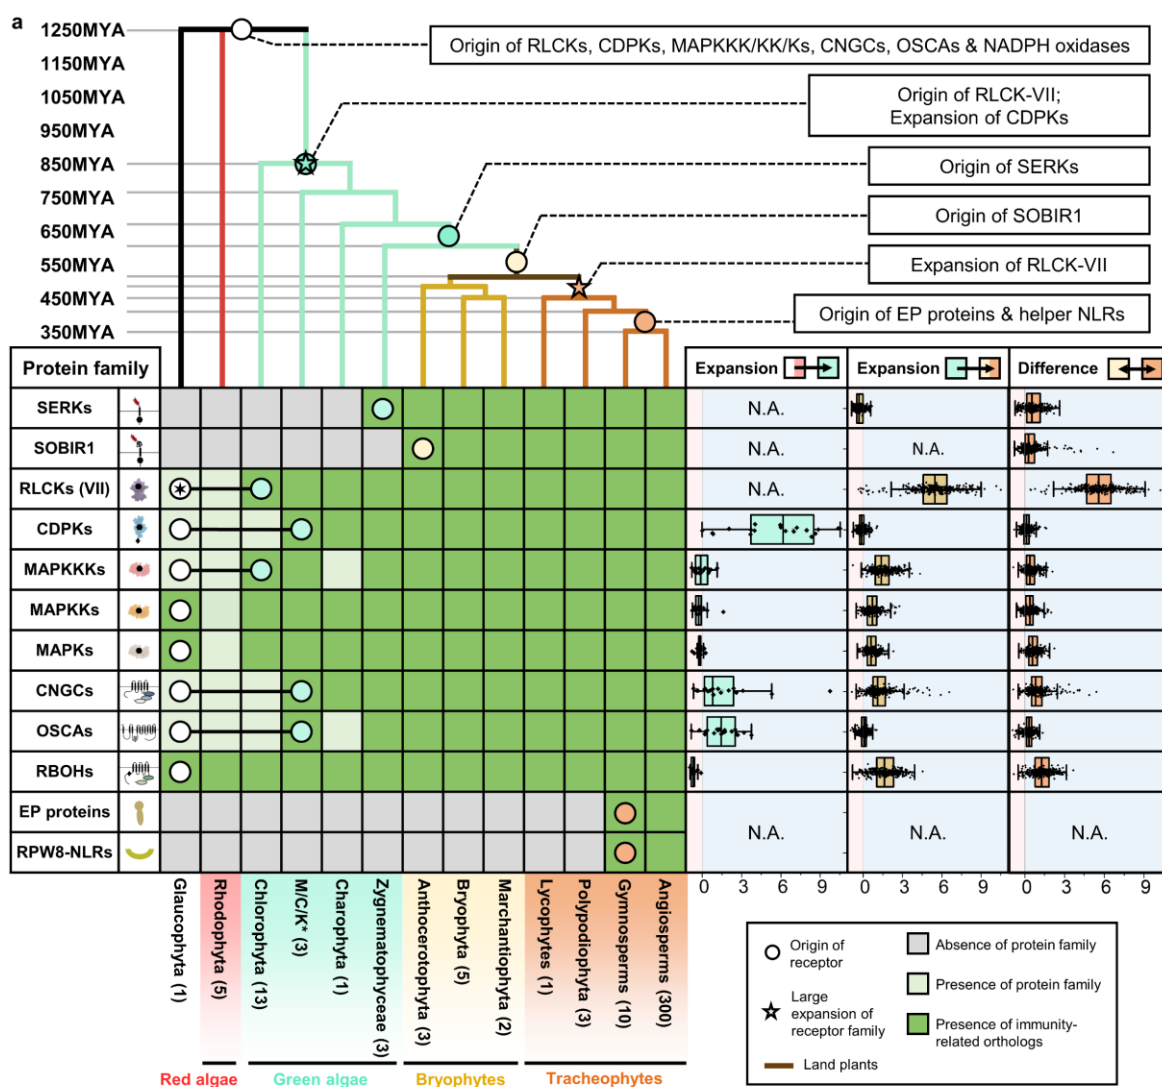 a
1250MYA
1150MYA
1050MYA
950MYA
850MYA
750MYA
650MYA
550MYA
450MYA
350MYA
Origin of RLCKs, CDPKs, MAPKKK/KK/Ks, CNGCs, OSCAs & NADPH oxidases
Origin of RLCK-VII;
Expansion of CDPKs
Origin of SERKs
Origin of SOBIR1
Expansion of RLCK-VII
Origin of EP proteins & helper NLRs
Protein family
Expansion
Expansion
Difference
SERKs
N.A.
SOBIR1
N.A.
N.A.
RLCKs (VII)
N.A.
CDPKs
MAPKKKs
MAPKKs
MAPKs
CNGCs
OSCAs
RBOHs
EP proteins
N.A.
N.A.
N.A.
RPW8-NLRs
0 3 6 9
0 3 6 9
0 3 6 9
Glaucophyta (1)
Rhodophyta (5)
Chlorophyta (13)
M/C/K* (3)
Charophyta (1)
Zygnematophyceae (3)
Anthocerotophyta (3)
Bryophyta (5)
Marchantiophyta (2)
Lycophytes (1)
Polypodiophyta (3)
Gymnosperms (10)
Angiosperms (300)
Red algae
Green algae
Bryophytes
Tracheophytes
Origin of
receptor
Large
expansion of
receptor family
Land plants
Absence of protein family
Presence of protein family
Presence of immunity-
related orthologs